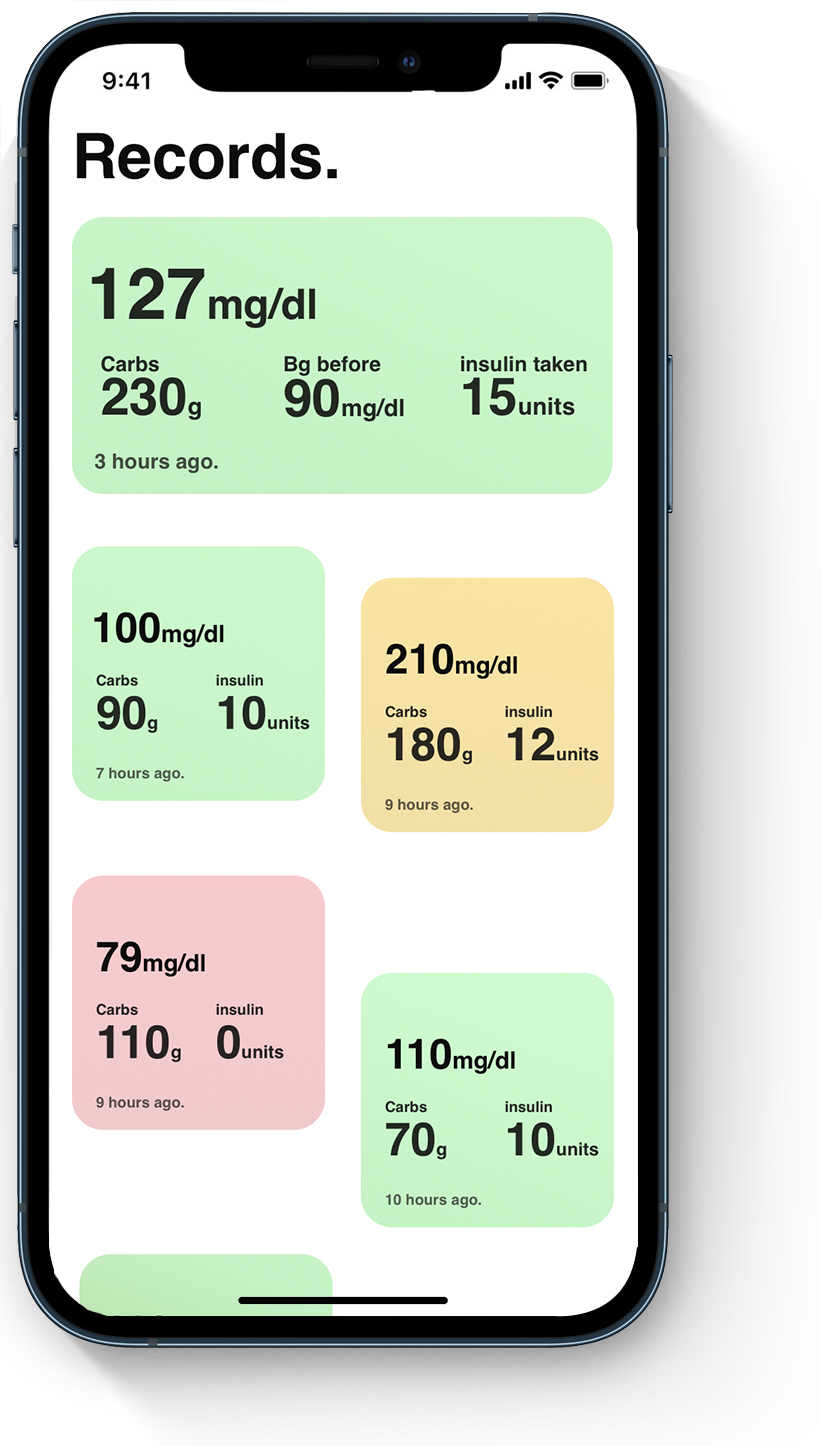 9:41
Records.
127mg/dl
Carbs Bg before insulin taken
230g 90mg/dl 15units
3 hours ago.
100mg/dl
Carbs insulin
90g 10units
7 hours ago.
210mg/dl
Carbs insulin
180g 12units
9 hours ago.
79mg/dl
Carbs insulin
110g 0units
9 hours ago.
110mg/dl
Carbs insulin
70g 10units
10 hours ago.